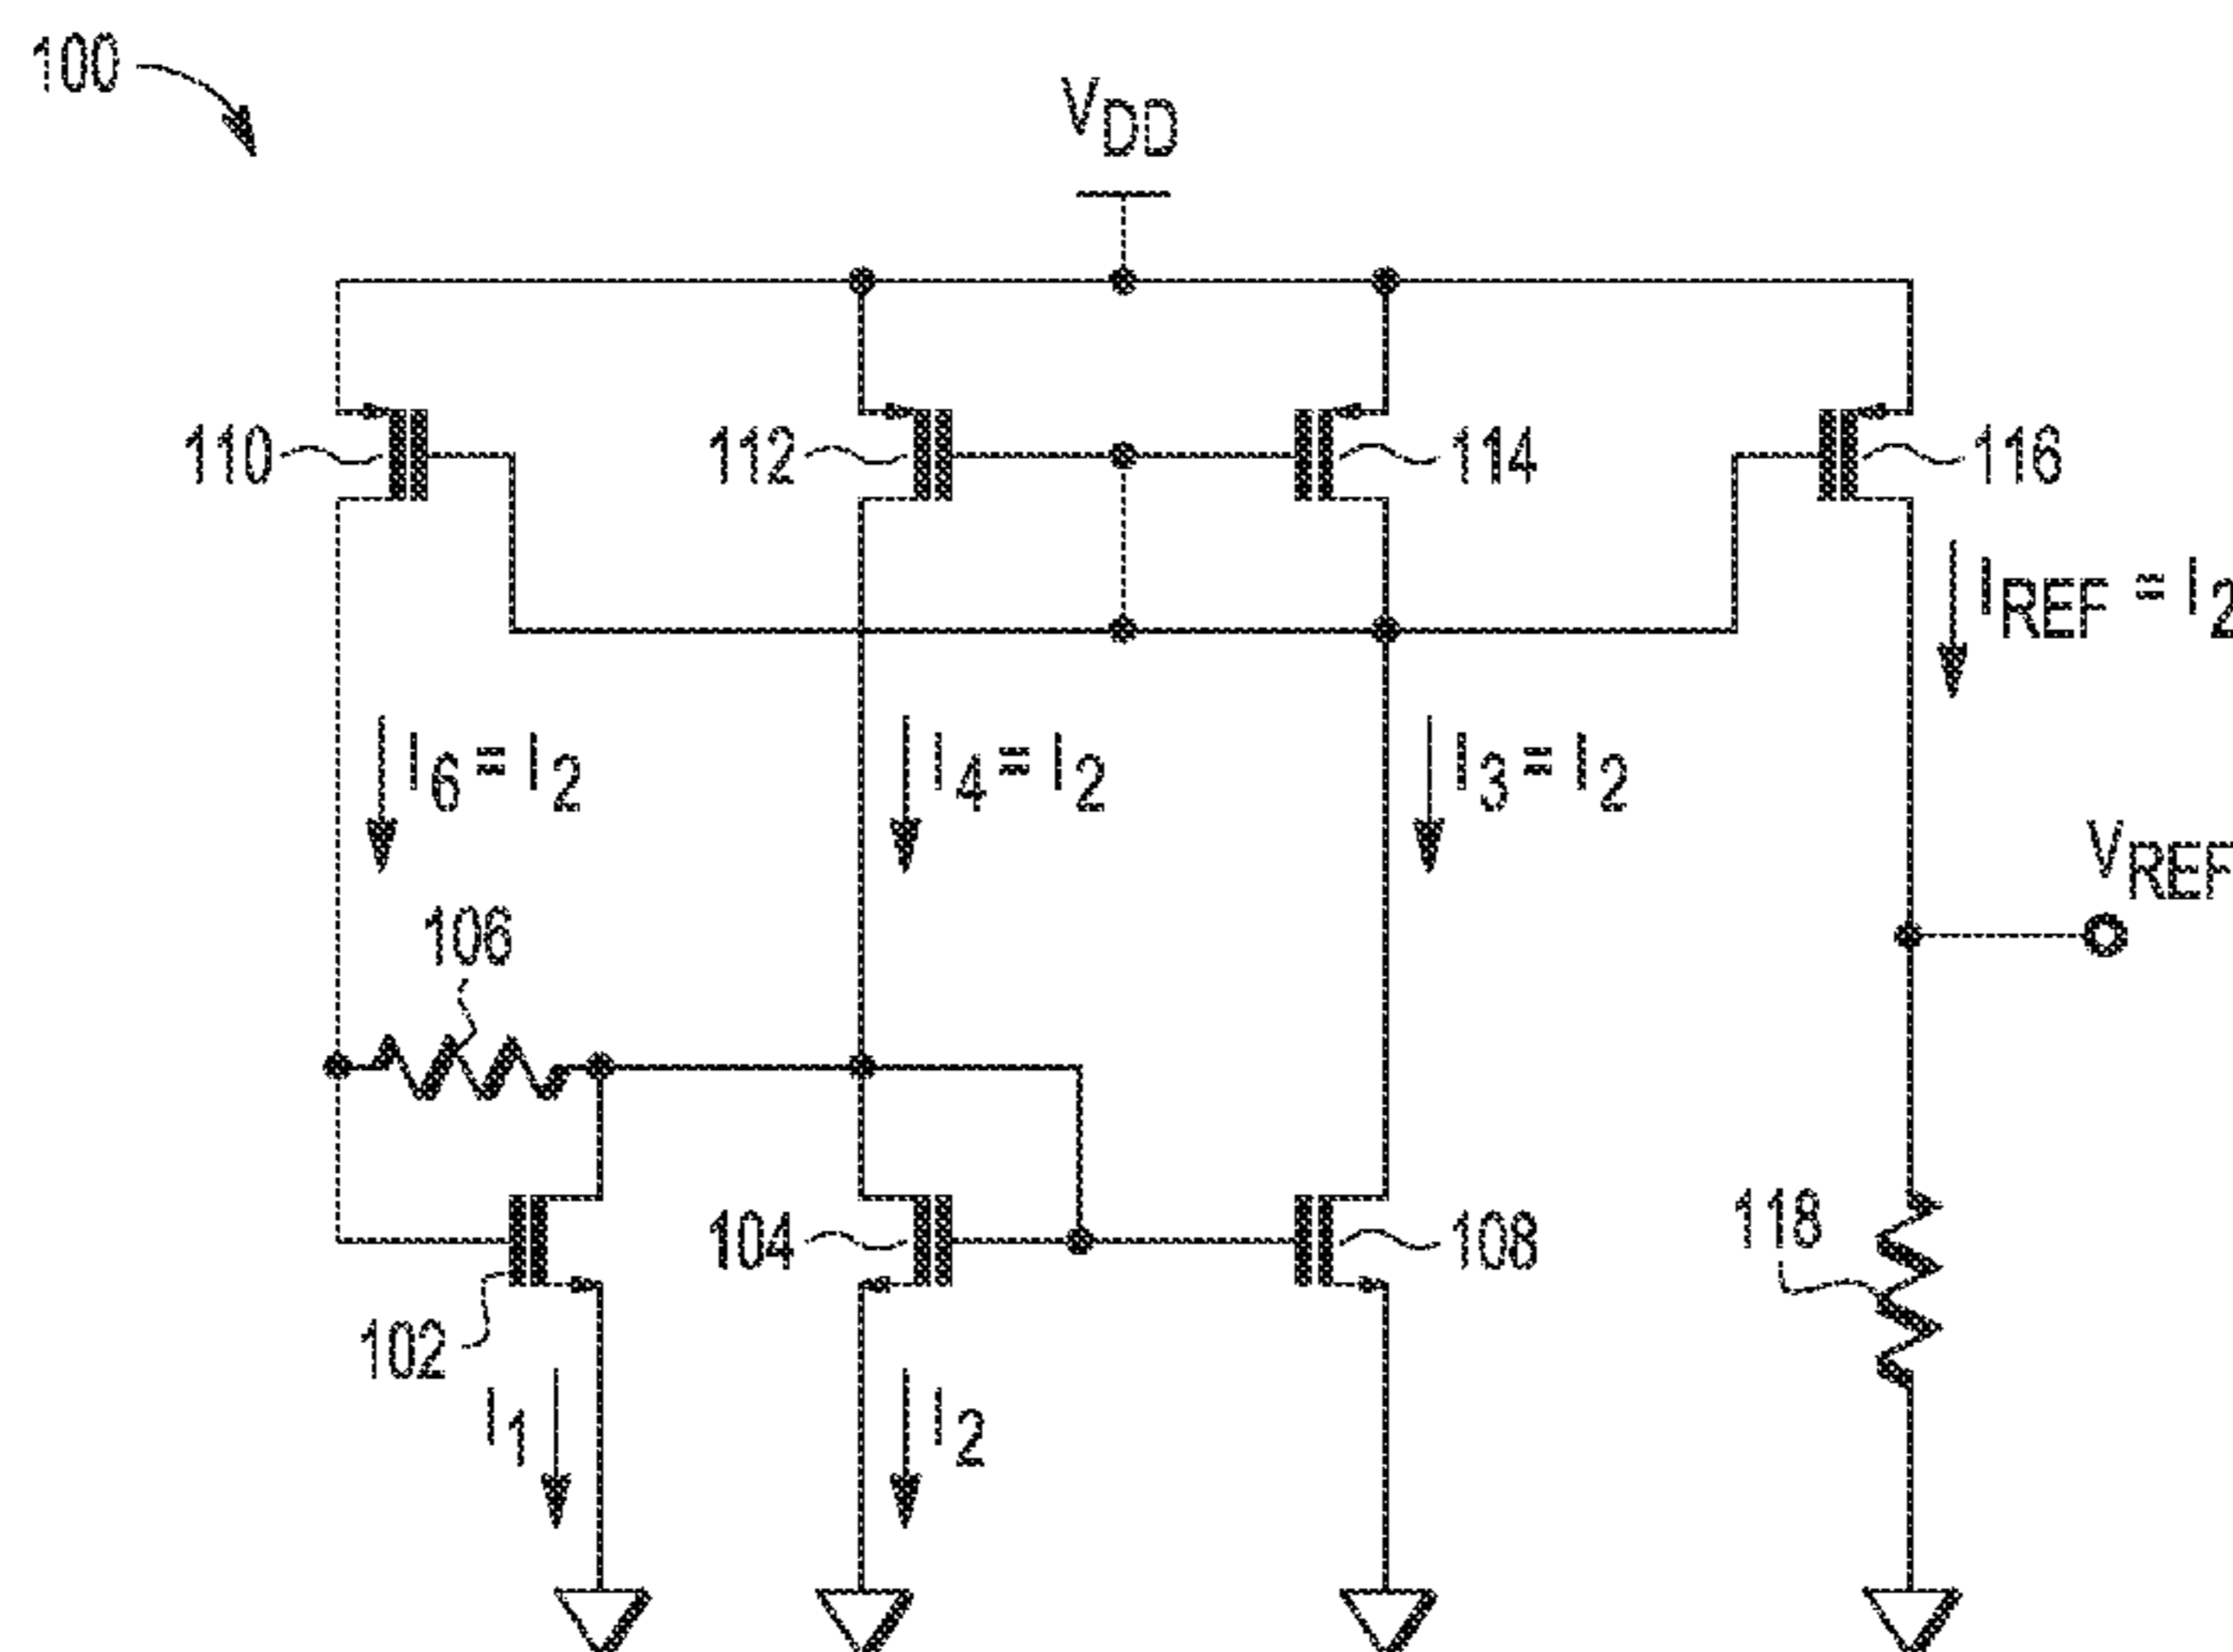 100
VDD
110
112
114
116
IREF = I2
I6 = I2
I4 = I2
I3 = I2
VREF
106
104
108
118
102
I1
I2